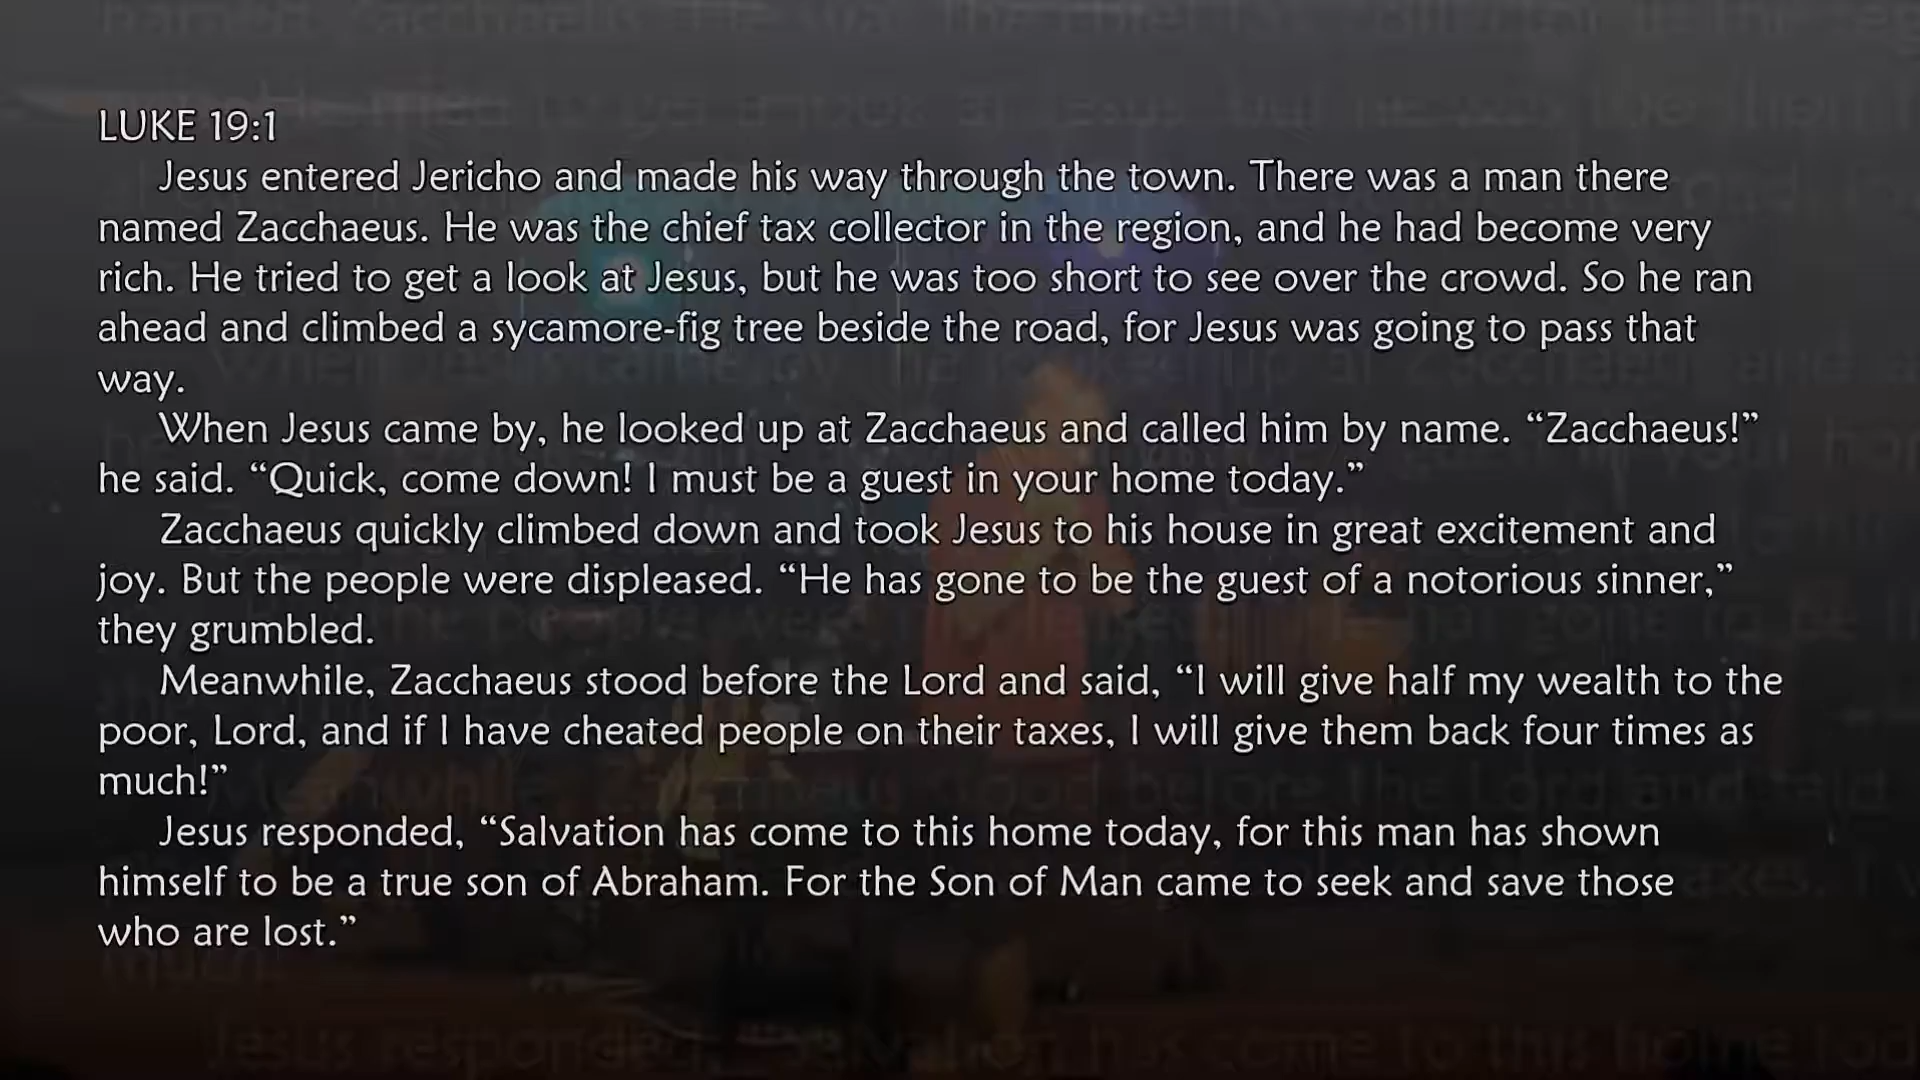 LUKE 19:1
Jesus entered Jericho and made his way through the town. There was a man there
named Zacchaeus. He was the chief tax collector in the region, and he had become very
rich. He tried to get a look at Jesus, but he was too short to see over the crowd. So he ran
ahead and climbed a sycamore-fig tree beside the road, for Jesus was going to pass that
way.
When Jesus came by, he looked up at Zacchaeus and called him by name. “Zacchaeus!”
he said. “Quick, come down! I must be a guest in your home today.”
Zacchaeus quickly climbed down and took Jesus to his house in great excitement and
joy. But the people were displeased. “He has gone to be the guest of a notorious sinner,”
they grumbled.
Meanwhile, Zacchaeus stood before the Lord and said, “I will give half my wealth to the
poor, Lord, and if I have cheated people on their taxes, I will give them back four times as
much!”
Jesus responded, “Salvation has come to this home today, for this man has shown
himself to be a true son of Abraham. For the Son of Man came to seek and save those
who are lost.”